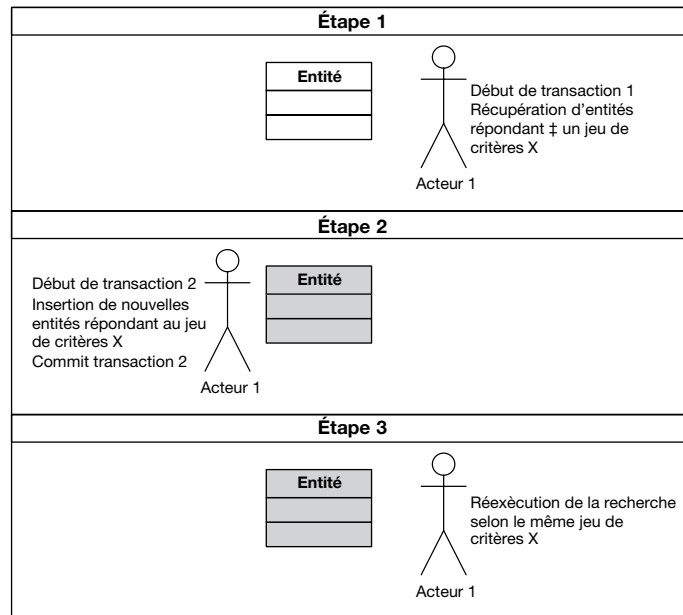 Étape 1
Entité
Début de transaction 1
Récupération d’entités
répondant ‡ un jeu de
critères X
Acteur 1
Étape 2
Début de transaction 2
Insertion de nouvelles
entités répondant au jeu
de critères X
Commit transaction 2
Acteur 1
Entité
Étape 3
Entité
Réexècution de la recherche
selon le même jeu de
critères X
Acteur 1